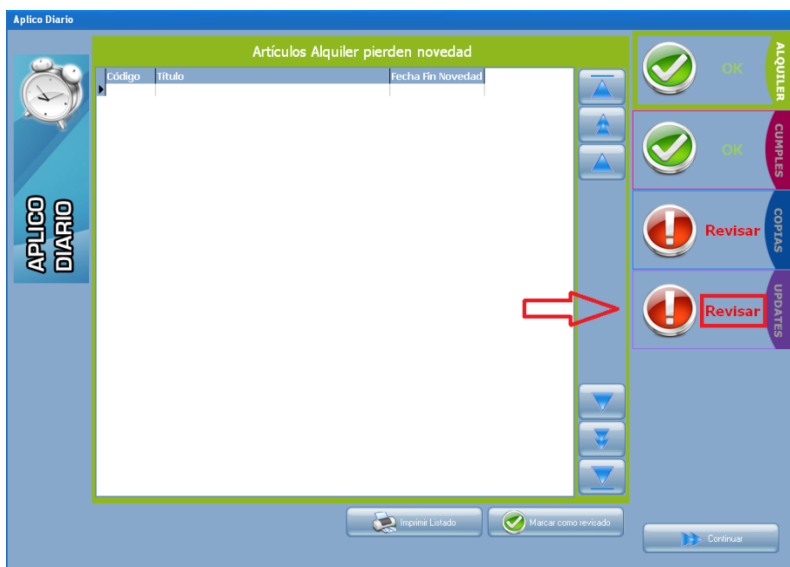 Aplico Diario
APLICO
DIARIO
Artículos Alquiler pierden novedad
Código Título Fecha Fin Novedad
OK
ALQUILER
OK
CUMPLES
Revisar
COPIAS
Revisar
UPDATES
Imprimir Listado
Marcar como revisado
Continuar